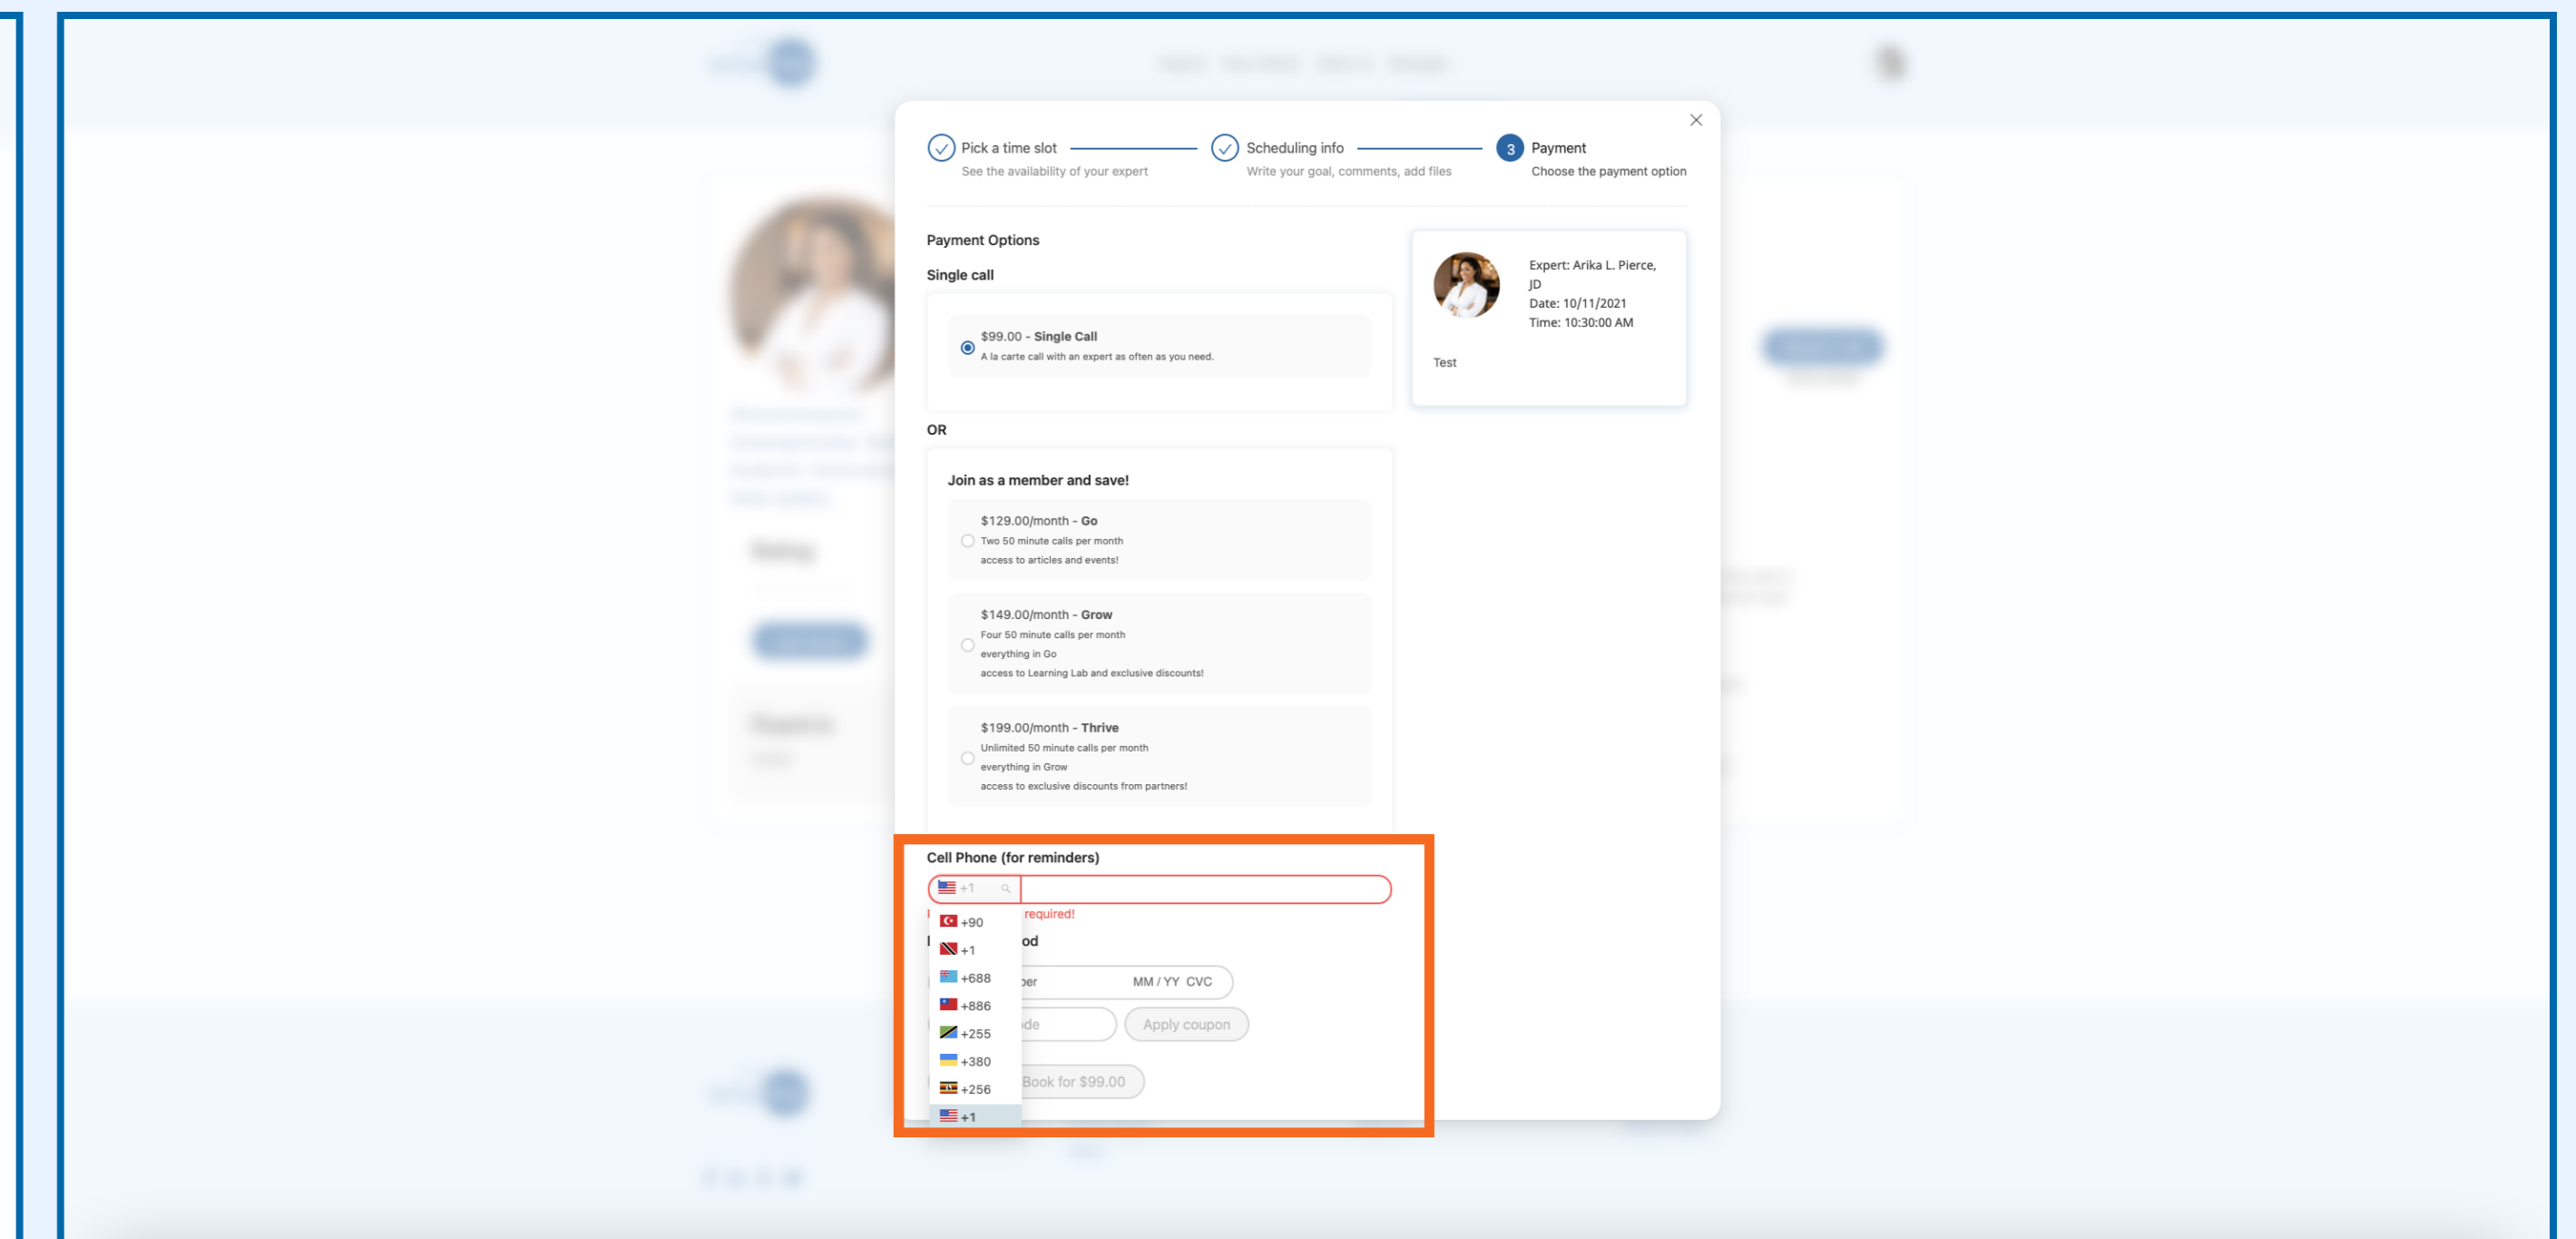 Pick a time slot
See the availability of your expert
Scheduling info
Write your goal, comments, add files
3
Payment
Choose the payment option
Payment Options
Single call
$99.00 - Single Call
A la carte call with an expert as often as you need.
Expert: Arika L. Pierce,
JD
Date: 10/11/2021
Time: 10:30:00 AM
Test
OR
Join as a member and save!
$129.00/month - Go
Two 50 minute calls per month
access to articles and events!
$149.00/month - Grow
Four 50 minute calls per month
everything in Go
access to Learning Lab and exclusive discounts!
$199.00/month - Thrive
Unlimited 50 minute calls per month
everything in Grow
access to exclusive discounts from partners!
Cell Phone (for reminders)
+1
required!
+90
+1
+688
+886
+255
+380
+256
+1
MM / YY CVC
Apply coupon
Book for $99.00